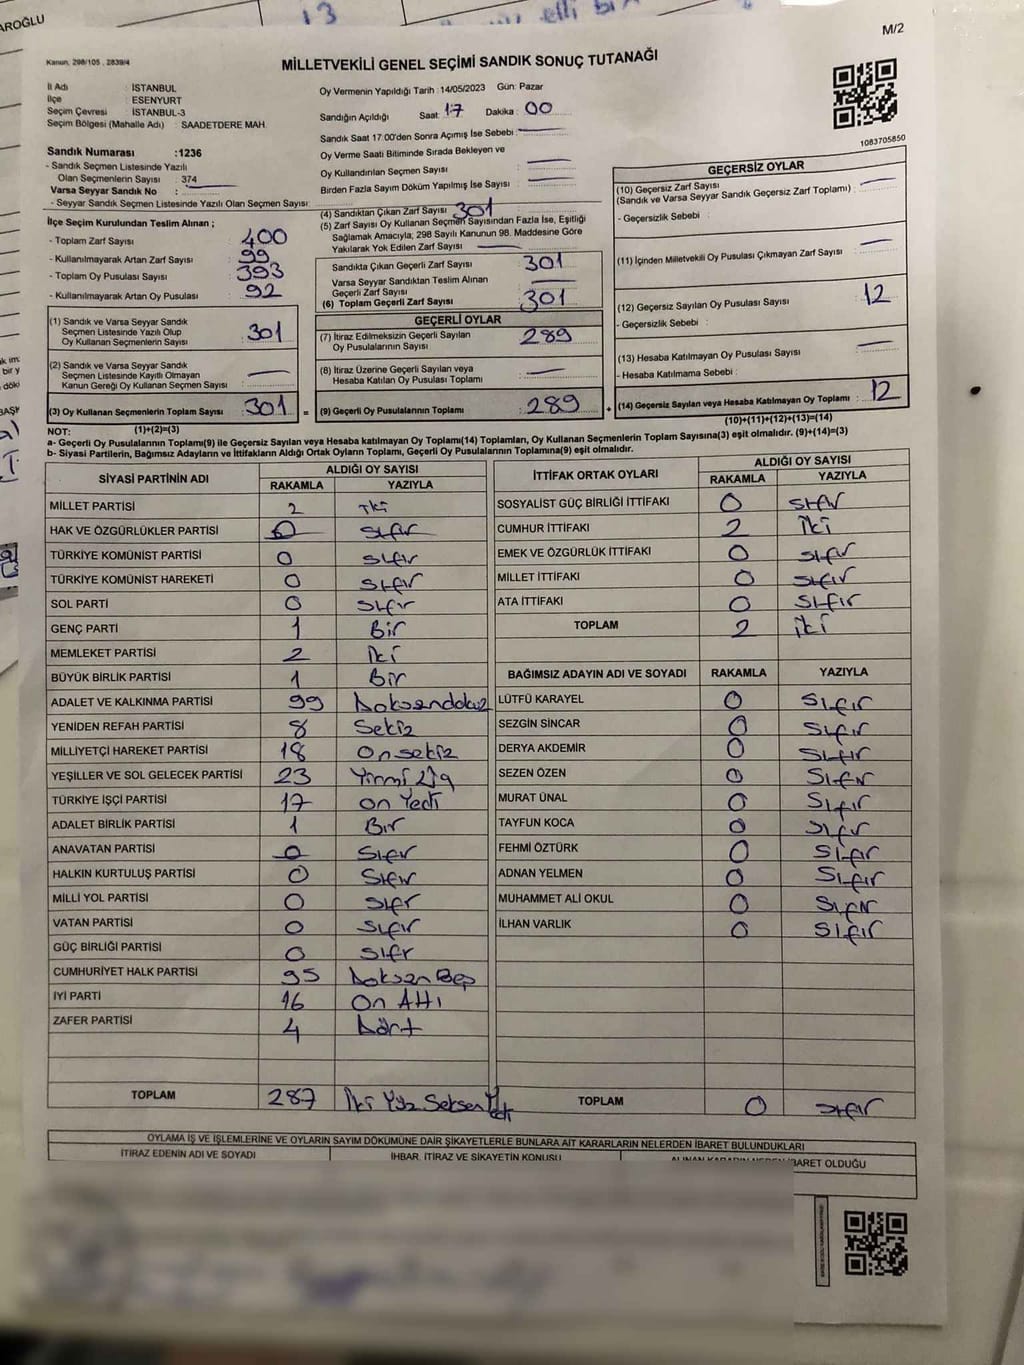 AROĞLU
13
elli bir
M/2
Kanun, 298/105 , 2839/4
MİLLETVEKİLİ GENEL SEÇİMİ SANDIK SONUÇ TUTANAĞI
İl Adı : İSTANBUL
İlçe : ESENYURT
Seçim Çevresi : İSTANBUL-3
Seçim Bölgesi (Mahalle Adı) : SAADETDERE MAH.
Sandık Numarası :1236
- Sandık Seçmen Listesinde Yazılı
Olan Seçmenlerin Sayısı : 374
Varsa Seyyar Sandık No :
- Seyyar Sandık Seçmen Listesinde Yazılı Olan Seçmen Sayısı:
Oy Vermenin Yapıldığı Tarih :14/05/2023 Gün: Pazar
Sandığın Açıldığı Saat: 17 Dakika : 00
Sandık Saat 17:00'den Sonra Açımış İse Sebebi :
Oy Verme Saati Bitiminde Sırada Bekleyen ve
Oy Kullandırılan Seçmen Sayısı :
Birden Fazla Sayım Döküm Yapılmış İse Sayısı :
1083705850
İlçe Seçim Kurulundan Teslim Alınan ;
- Toplam Zarf Sayısı : 400
- Kullanılmayarak Artan Zarf Sayısı : 99
- Toplam Oy Pusulası Sayısı : 393
- Kullanılmayarak Artan Oy Pusulası : 92
(1) Sandık ve Varsa Seyyar Sandık
Seçmen Listesinde Yazılı Olup
Oy Kullanan Seçmenlerin Sayısı : 301
(2) Sandık ve Varsa Seyyar Sandık
Seçmen Listesinde Kayıtlı Olmayan
Kanun Gereği Oy Kullanan Seçmen Sayısı :
(3) Oy Kullanan Seçmenlerin Toplam Sayısı : 301
(1)+(2)=(3)
(4) Sandıktan Çıkan Zarf Sayısı : 301
(5) Zarf Sayısı Oy Kullanan Seçmen Sayısından Fazla İse, Eşitliği
Sağlamak Amacıyla, 298 Sayılı Kanunun 98. Maddesine Göre
Yakılarak Yok Edilen Zarf Sayısı :
Sandıkta Çıkan Geçerli Zarf Sayısı : 301
Varsa Seyyar Sandıktan Teslim Alınan
Geçerli Zarf Sayısı :
(6) Toplam Geçerli Zarf Sayısı : 301
GEÇERLİ OYLAR
(7) İtiraz Edilmeksizin Geçerli Sayılan
Oy Pusulalarının Sayısı : 289
(8) İtiraz Üzerine Geçerli Sayılan veya
Hesaba Katılan Oy Pusulası Toplamı :
= (9) Geçerli Oy Pusulalarının Toplamı : 289 +
GEÇERSİZ OYLAR
(10) Geçersiz Zarf Sayısı
(Sandık ve Varsa Seyyar Sandık Geçersiz Zarf Toplamı) :
- Geçersizlik Sebebi :
(11) İçinden Milletvekili Oy Pusulası Çıkmayan Zarf Sayısı :
(12) Geçersiz Sayılan Oy Pusulası Sayısı : 12
- Geçersizlik Sebebi :
(13) Hesaba Katılmayan Oy Pusulası Sayısı :
- Hesaba Katılmama Sebebi :
(14) Geçersiz Sayılan veya Hesaba Katılmayan Oy Toplamı : 12
(10)+(11)+(12)+(13)=(14)
NOT:
a- Geçerli Oy Pusulalarının Toplamı(9) ile Geçersiz Sayılan veya Hesaba katılmayan Oy Toplamı(14) Toplamları, Oy Kullanan Seçmenlerin Toplam Sayısına(3) eşit olmalıdır. (9)+(14)=(3)
b- Siyasi Partilerin, Bağımsız Adayların ve İttifakların Aldığı Ortak Oyların Toplamı, Geçerli Oy Pusulalarının Toplamına(9) eşit olmalıdır.
SİYASİ PARTİNİN ADI ALDIĞI OY SAYISI
RAKAMLA YAZIYLA
MİLLET PARTİSİ 2 iki
HAK VE ÖZGÜRLÜKLER PARTİSİ 0 sıfır
TÜRKİYE KOMÜNİST PARTİSİ 0 sıfır
TÜRKİYE KOMÜNİST HAREKETİ 0 sıfır
SOL PARTİ 0 sıfır
GENÇ PARTİ 1 Bir
MEMLEKET PARTİSİ 2 iki
BÜYÜK BİRLİK PARTİSİ 1 Bir
ADALET VE KALKINMA PARTİSİ 99 Doksandokuz
YENİDEN REFAH PARTİSİ 8 Sekiz
MİLLİYETÇİ HAREKET PARTİSİ 18 Onsekiz
YEŞİLLER VE SOL GELECEK PARTİSİ 23 Yirmi üç
TÜRKİYE İŞÇİ PARTİSİ 17 on Yedi
ADALET BİRLİK PARTİSİ 1 Bir
ANAVATAN PARTİSİ 0 Sıfır
HALKIN KURTULUŞ PARTİSİ 0 Sıfır
MİLLİ YOL PARTİSİ 0 Sıfır
VATAN PARTİSİ 0 Sıfır
GÜÇ BİRLİĞİ PARTİSİ 0 sıfır
CUMHURİYET HALK PARTİSİ 95 Doksan Beş
İYİ PARTİ 16 On Altı
ZAFER PARTİSİ 4 Dört
TOPLAM 287 İki Yüz Seksen Yedi
İTTİFAK ORTAK OYLARI ALDIĞI OY SAYISI
RAKAMLA YAZIYLA
SOSYALİST GÜÇ BİRLİĞİ İTTİFAKI 0 sıfır
CUMHUR İTTİFAKI 2 iki
EMEK VE ÖZGÜRLÜK İTTİFAKI 0 sıfır
MİLLET İTTİFAKI 0 sıfır
ATA İTTİFAKI 0 sıfır
TOPLAM 2 iki
BAĞIMSIZ ADAYIN ADI VE SOYADI RAKAMLA YAZIYLA
LÜTFÜ KARAYEL 0 Sıfır
SEZGİN SİNCAR 0 Sıfır
DERYA AKDEMİR 0 Sıfır
SEZEN ÖZEN 0 Sıfır
MURAT ÜNAL 0 Sıfır
TAYFUN KOCA 0 Sıfır
FEHMİ ÖZTÜRK 0 Sıfır
ADNAN YELMEN 0 Sıfır
MUHAMMET ALİ OKUL 0 Sıfır
İLHAN VARLIK 0 Sıfır
TOPLAM 0 sıfır
OYLAMA İŞ VE İŞLEMLERİNE VE OYLARIN SAYIM DÖKÜMÜNE DAİR ŞİKAYETLERLE BUNLARA AİT KARARLARIN NELERDEN İBARET BULUNDUKLARI
İTİRAZ EDENİN ADI VE SOYADI İHBAR, İTİRAZ VE ŞİKAYETİN KONUSU ALINAN KARARIN NEDEN İBARET OLDUĞU